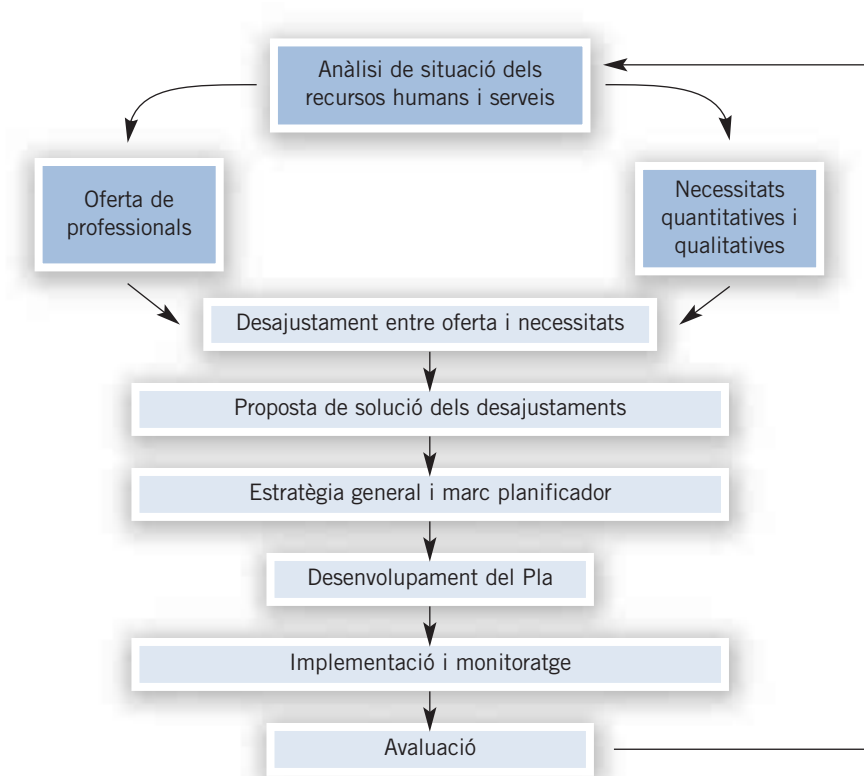 Anàlisi de situació dels
recursos humans i serveis
Oferta de
professionals
Necessitats
quantitatives i
qualitatives
Desajustament entre oferta i necessitats
Proposta de solució dels desajustaments
Estratègia general i marc planificador
Desenvolupament del Pla
Implementació i monitoratge
Avaluació